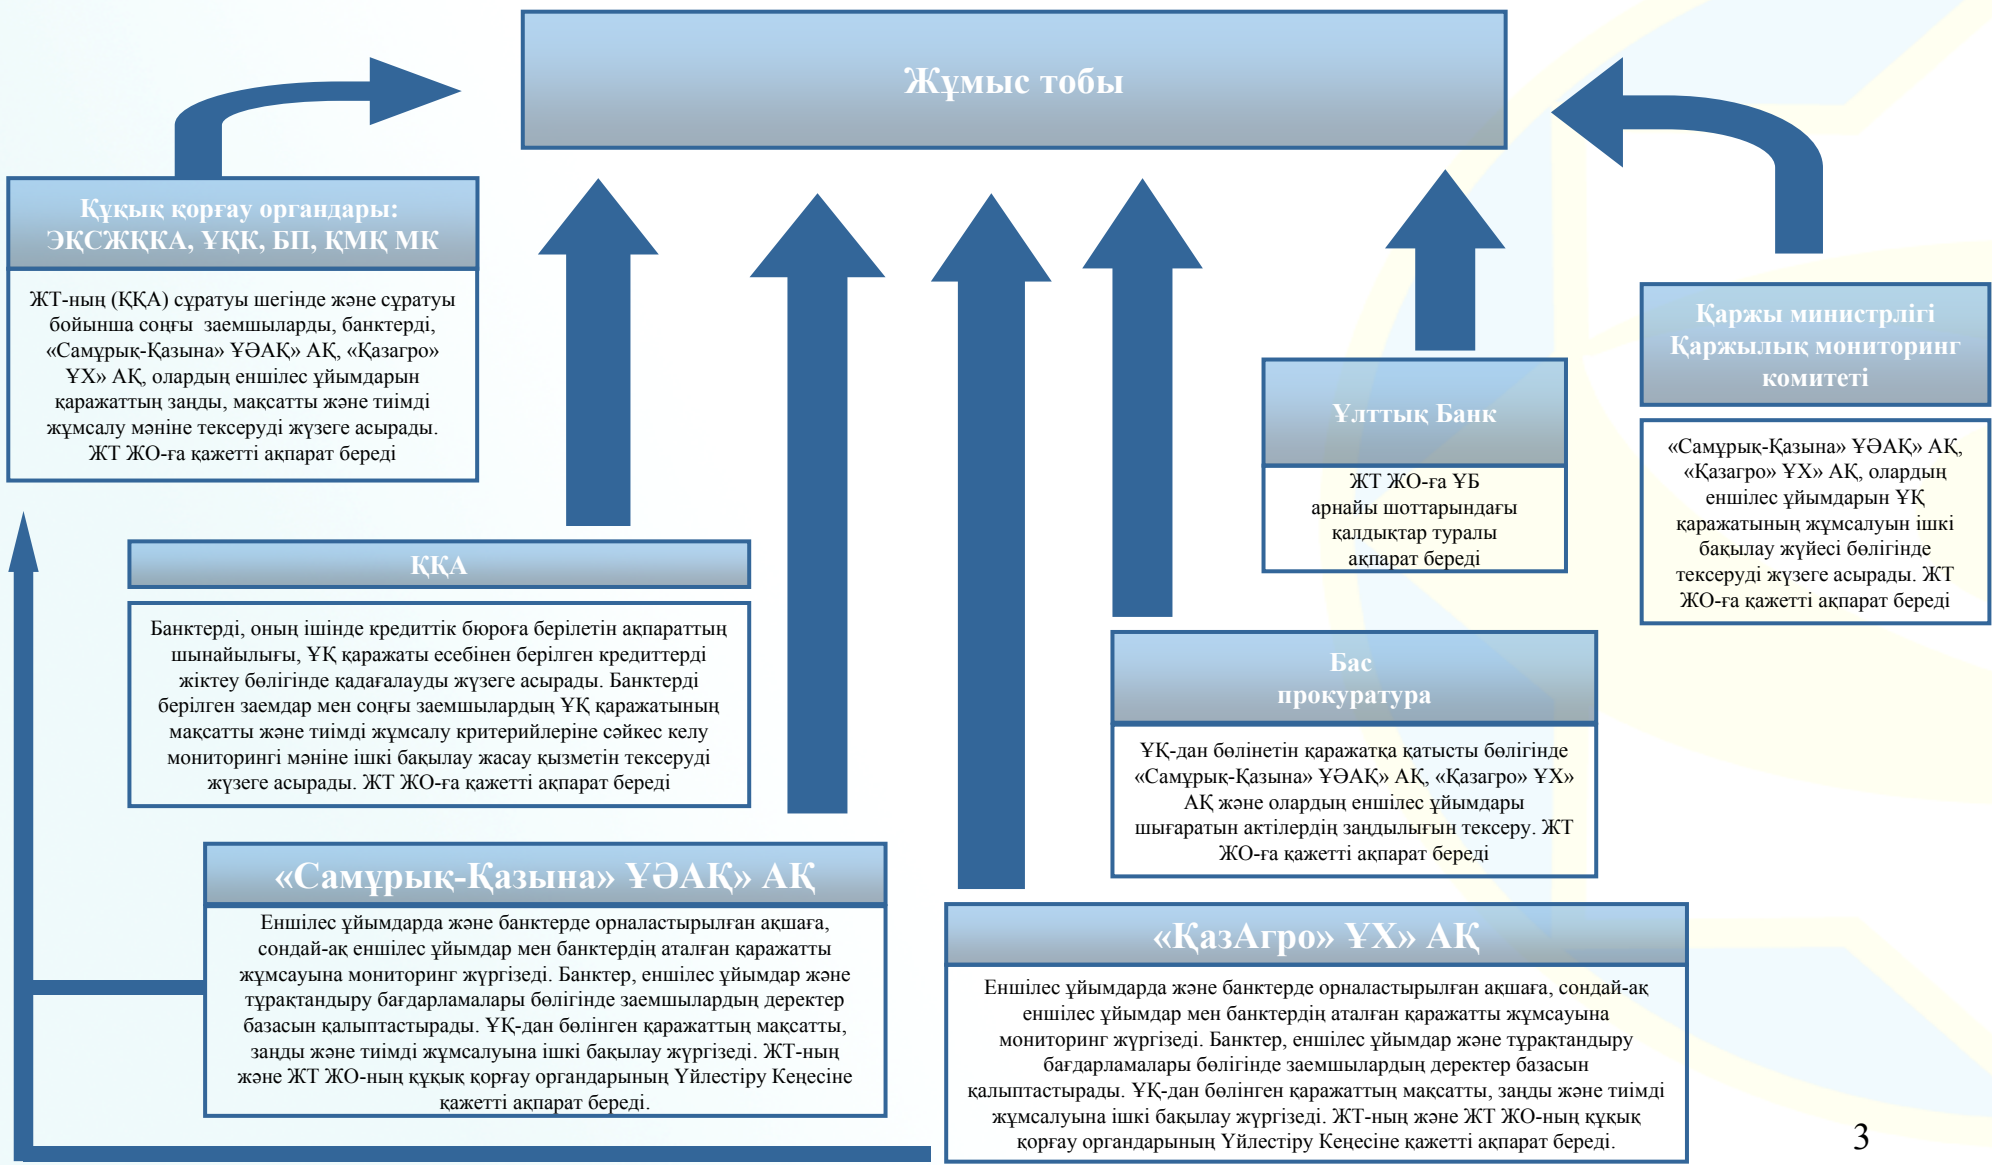 Жұмыс тобы
Құқық қорғау органдары:
ЭҚСЖҚКА, ҰҚК, БП, ҚМҚ МК
ЖТ-ның (ҚҚА) сұратуы шегінде және сұратуы
бойынша соңғы заемшыларды, банктерді,
«Самұрық-Қазына» ҰӘАҚ» АҚ, «Қазагро»
ҰХ» АҚ, олардың еншілес ұйымдарын
қаражаттың заңды, мақсатты және тиімді
жұмсалу мәніне тексеруді жүзеге асырады.
ЖТ ЖО-ға қажетті ақпарат береді
Қаржы министрлігі
Қаржылық мониторинг
комитеті
«Самұрық-Қазына» ҰӘАҚ» АҚ,
«Қазагро» ҰХ» АҚ, олардың
еншілес ұйымдарын ҰҚ
қаражатының жұмсалуын ішкі
бақылау жүйесі бөлігінде
тексеруді жүзеге асырады. ЖТ
ЖО-ға қажетті ақпарат береді
Ұлттық Банк
ЖТ ЖО-ға ҰБ
арнайы шоттарындағы
қалдықтар туралы
ақпарат береді
ҚҚА
Банктерді, оның ішінде кредиттік бюроға берілетін ақпараттың
шынайылығы, ҰҚ қаражаты есебінен берілген кредиттерді
жіктеу бөлігінде қадағалауды жүзеге асырады. Банктерді
берілген заемдар мен соңғы заемшылардың ҰҚ қаражатының
мақсатты және тиімді жұмсалу критерийлеріне сәйкес келу
мониторингі мәніне ішкі бақылау жасау қызметін тексеруді
жүзеге асырады. ЖТ ЖО-ға қажетті ақпарат береді
Бас
прокуратура
ҰҚ-дан бөлінетін қаражатқа қатысты бөлігінде
«Самұрық-Қазына» ҰӘАҚ» АҚ, «Қазагро» ҰХ»
АҚ және олардың еншілес ұйымдары
шығаратын актілердің заңдылығын тексеру. ЖТ
ЖО-ға қажетті ақпарат береді
«Самұрық-Қазына» ҰӘАҚ» АҚ
Еншілес ұйымдарда және банктерде орналастырылған ақшаға,
сондай-ақ еншілес ұйымдар мен банктердің аталған қаражатты
жұмсауына мониторинг жүргізеді. Банктер, еншілес ұйымдар және
тұрақтандыру бағдарламалары бөлігінде заемшылардың деректер
базасын қалыптастырады. ҰҚ-дан бөлінген қаражаттың мақсатты,
заңды және тиімді жұмсалуына ішкі бақылау жүргізеді. ЖТ-ның
және ЖТ ЖО-ның құқық қорғау органдарының Үйлестіру Кеңесіне
қажетті ақпарат береді.
«ҚазАгро» ҰХ» АҚ
Еншілес ұйымдарда және банктерде орналастырылған ақшаға, сондай-ақ
еншілес ұйымдар мен банктердің аталған қаражатты жұмсауына
мониторинг жүргізеді. Банктер, еншілес ұйымдар және тұрақтандыру
бағдарламалары бөлігінде заемшылардың деректер базасын
қалыптастырады. ҰҚ-дан бөлінген қаражаттың мақсатты, заңды және тиімді
жұмсалуына ішкі бақылау жүргізеді. ЖТ-ның және ЖТ ЖО-ның құқық
қорғау органдарының Үйлестіру Кеңесіне қажетті ақпарат береді.
3